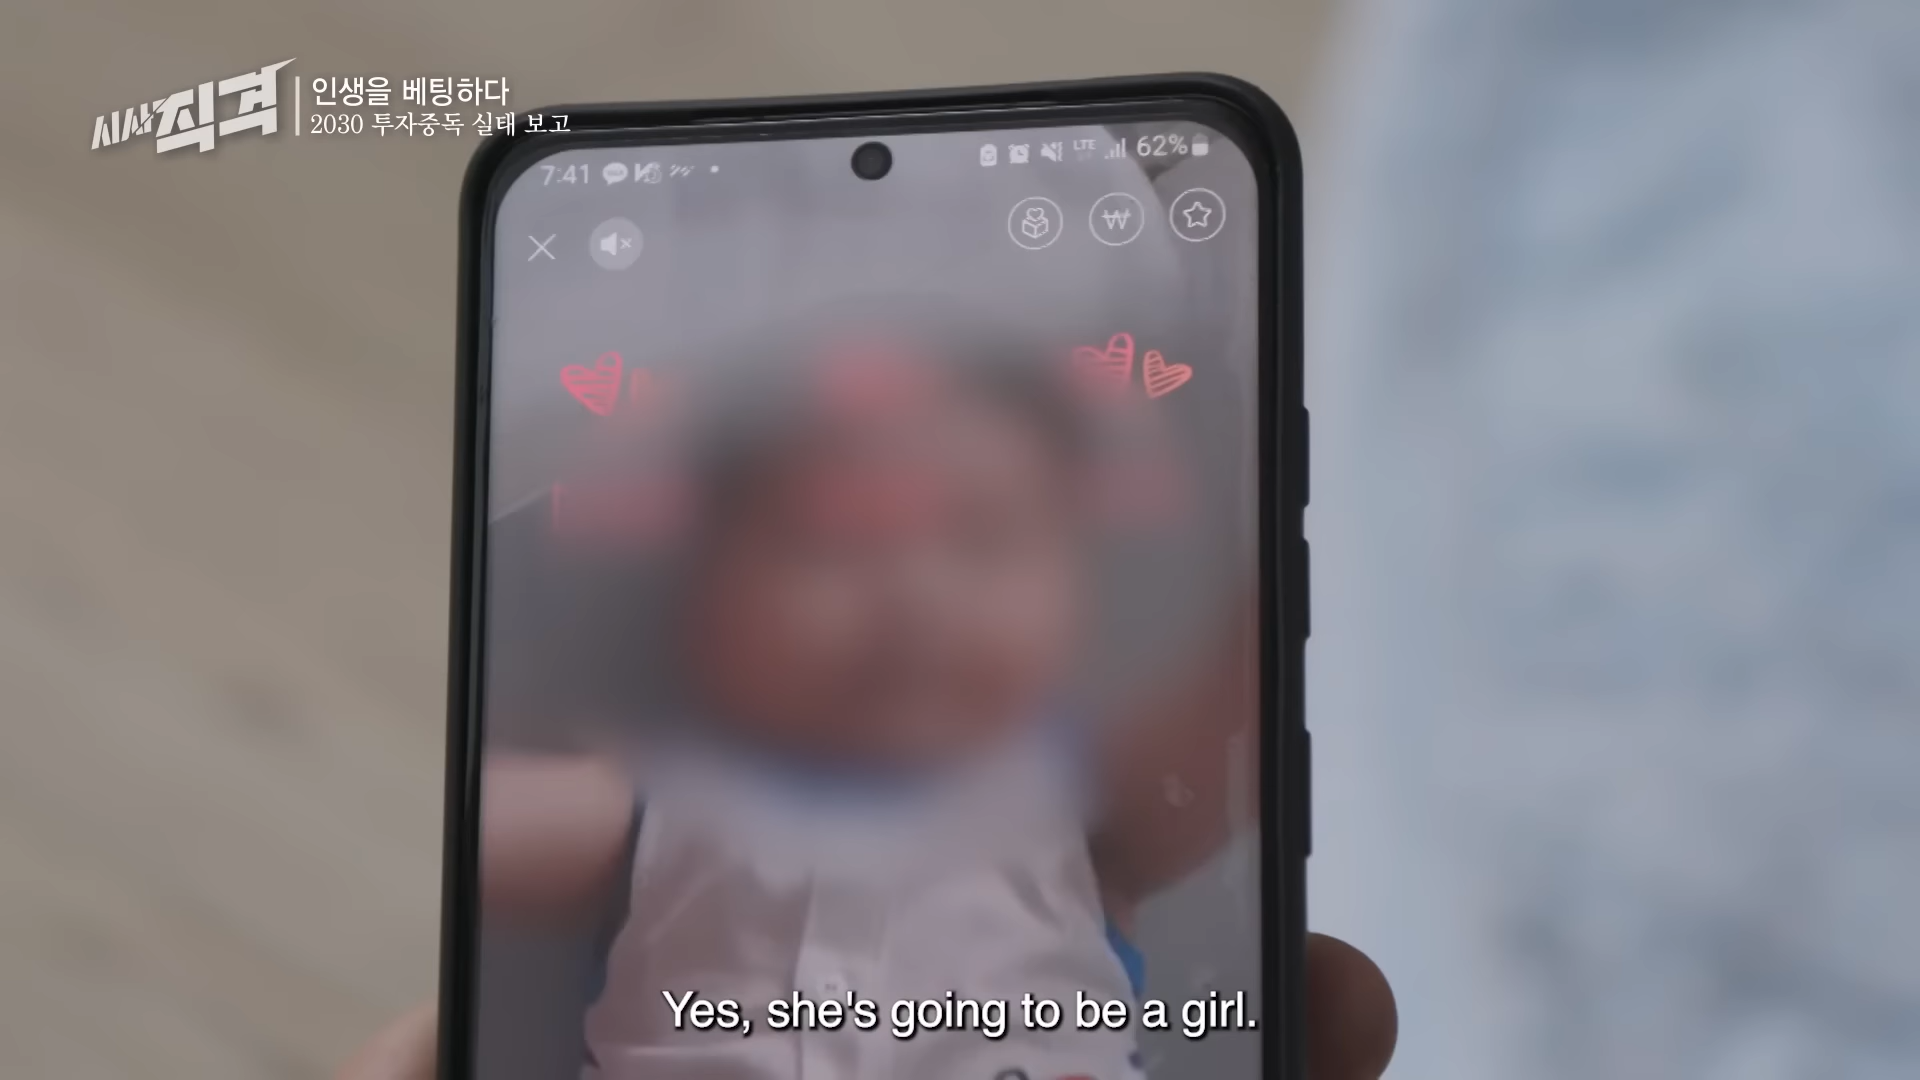 시사직격
인생을 베팅하다
2030 투자중독 실태 보고
7:41
LTE
62%
Yes, she's going to be a girl.